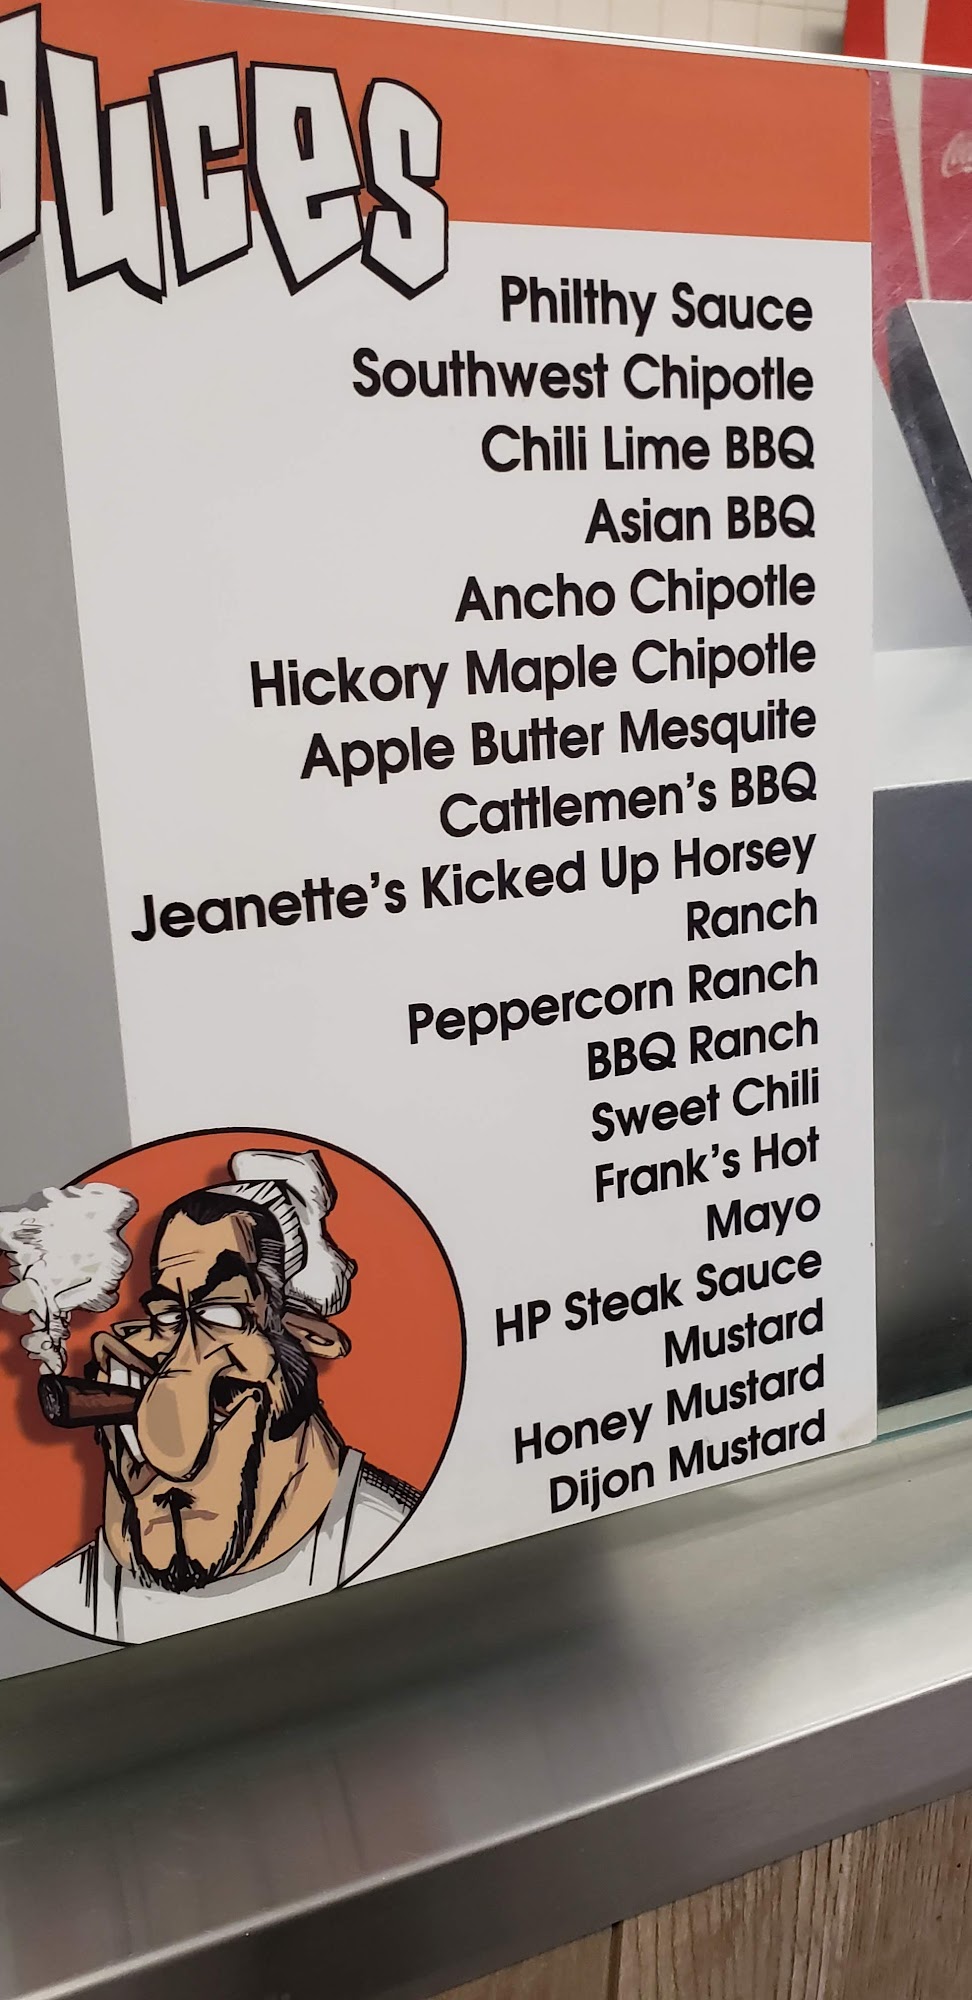 auces
Philthy Sauce
Southwest Chipotle
Chili Lime BBQ
Asian BBQ
Ancho Chipotle
Hickory Maple Chipotle
Apple Butter Mesquite
Cattlemen's BBQ
Jeanette's Kicked Up Horsey
Ranch
Peppercorn Ranch
BBQ Ranch
Sweet Chili
Frank's Hot
Mayo
HP Steak Sauce
Mustard
Honey Mustard
Dijon Mustard